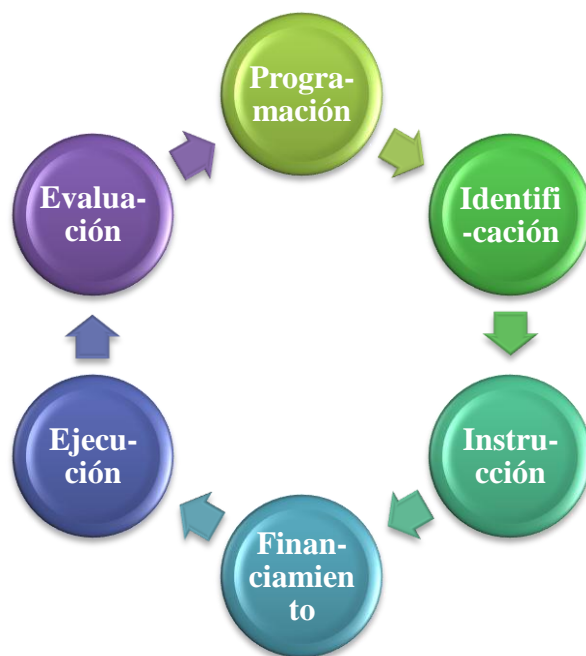 Progra-
mación
Identifi
-cación
Instru-
cción
Finan-
ciamien
to
Ejecu-
ción
Evalua-
ción